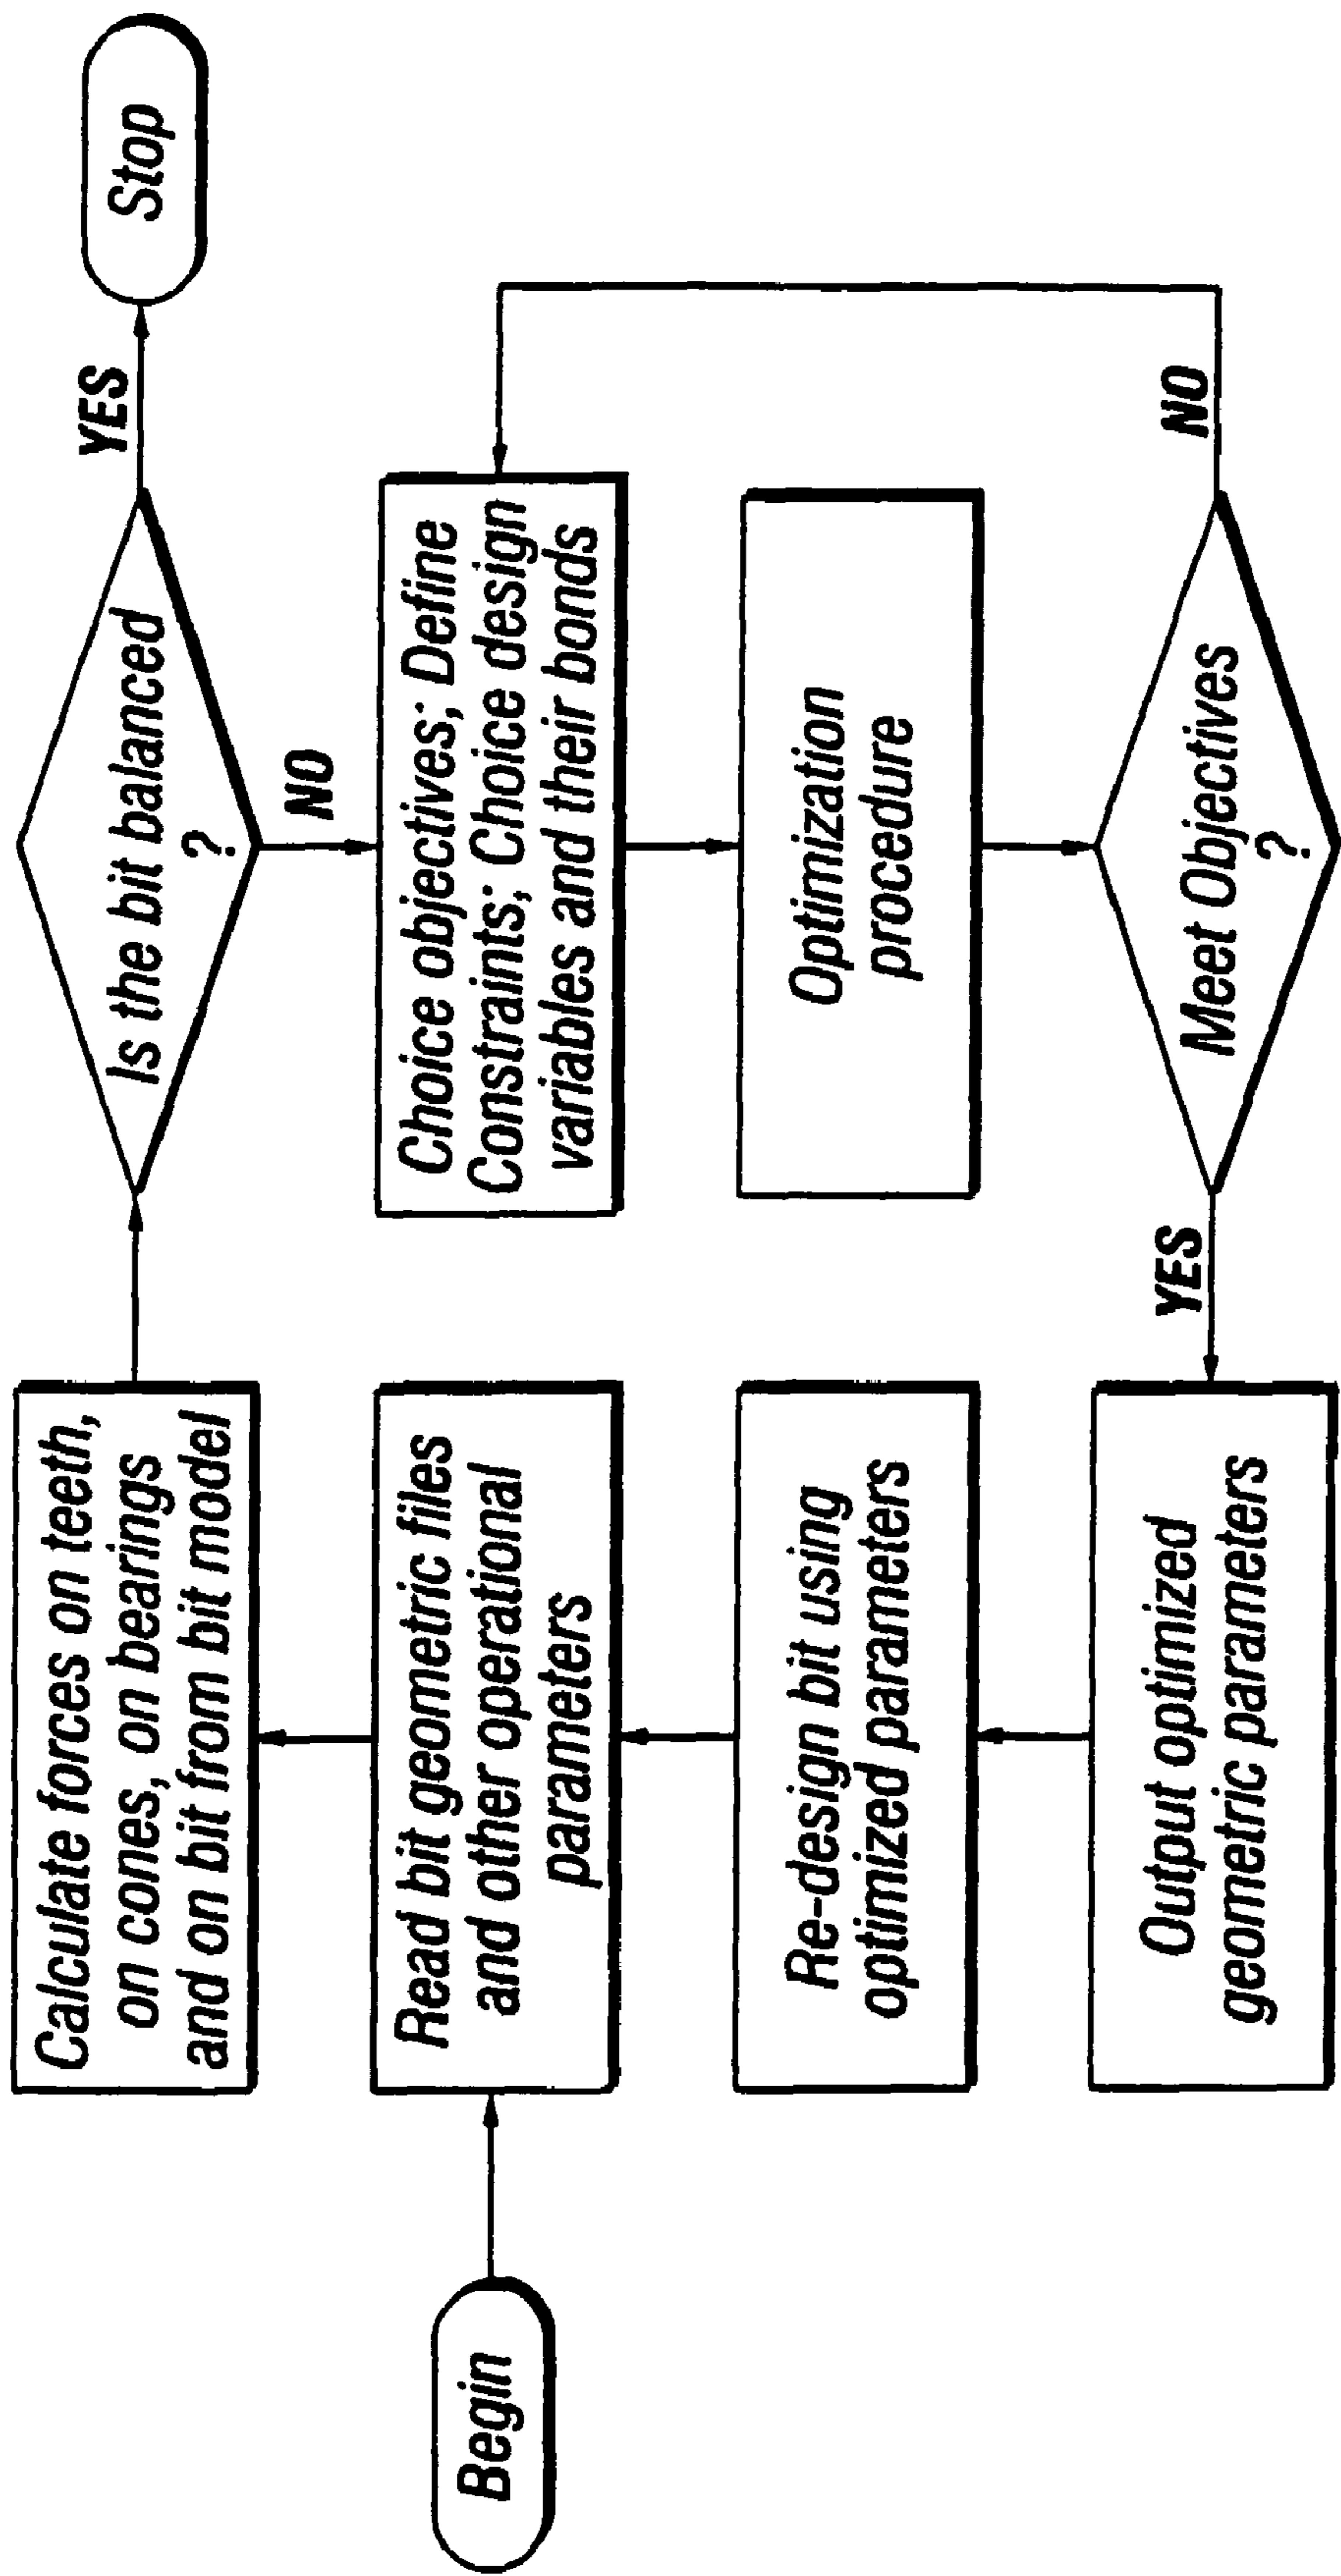 Begin
Read bit geometric files
and other operational
parameters
Calculate forces on teeth,
on cones, on bearings
and on bit from bit model
Is the bit balanced
?
YES
Stop
NO
Choice objectives; Define
Constraints; Choice design
variables and their bonds
Optimization
procedure
Meet Objectives
?
NO
YES
Output optimized
geometric parameters
Re-design bit using
optimized parameters